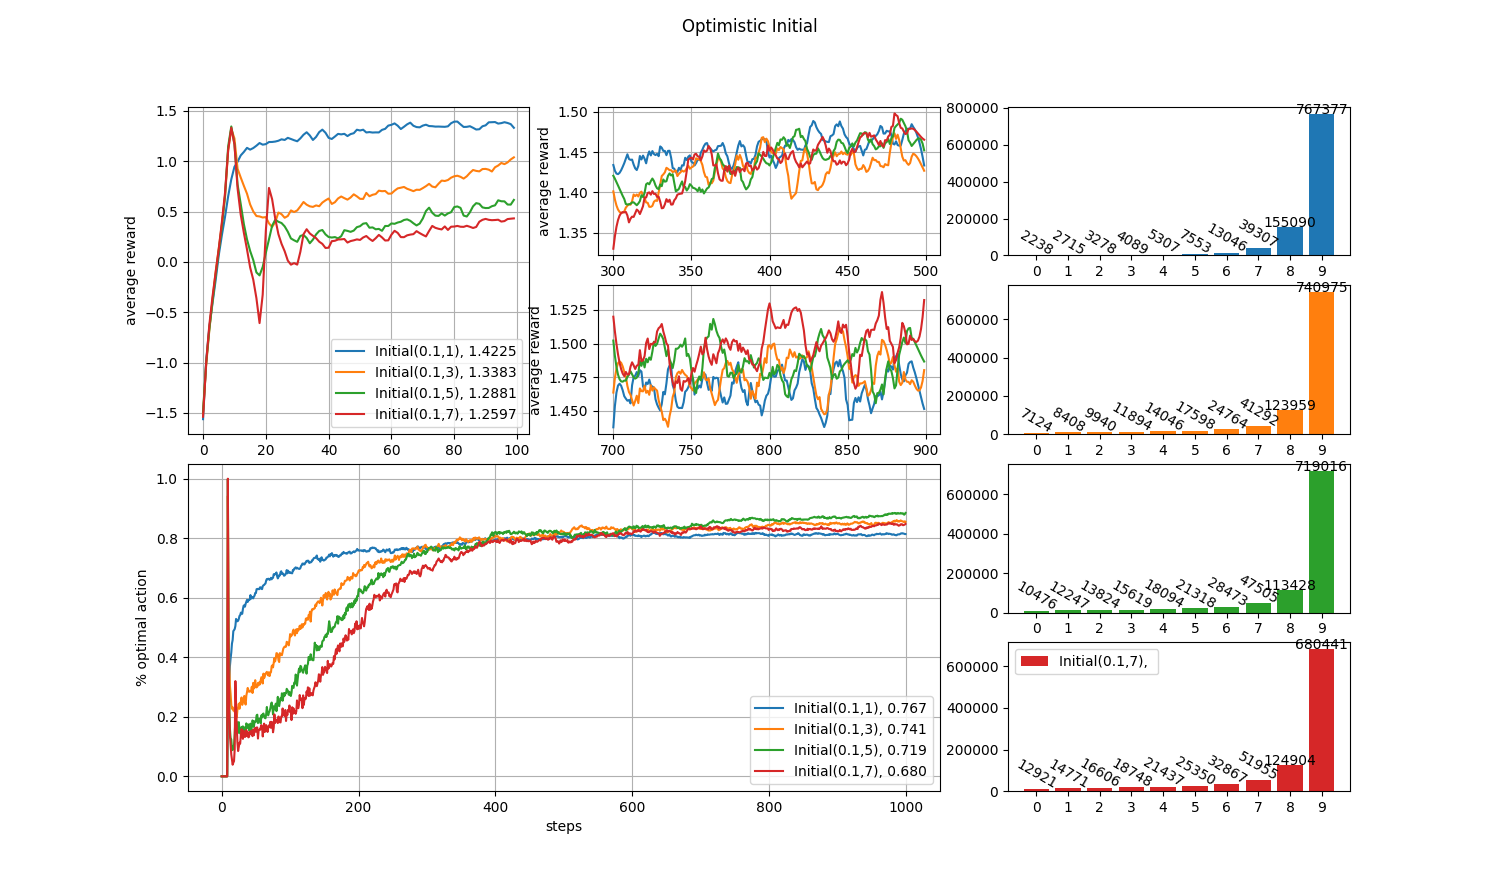 Optimistic Initial
average reward
1.5
1.0
0.5
0.0
−0.5
−1.0
−1.5
0 20 40 60 80 100
Initial(0.1,1), 1.4225
Initial(0.1,3), 1.3383
Initial(0.1,5), 1.2881
Initial(0.1,7), 1.2597
average reward
1.50
1.45
1.40
1.35
300 350 400 450 500
average reward
1.525
1.500
1.475
1.450
700 750 800 850 900
% optimal action
1.0
0.8
0.6
0.4
0.2
0.0
0 200 400 600 800 1000
steps
Initial(0.1,1), 0.767
Initial(0.1,3), 0.741
Initial(0.1,5), 0.719
Initial(0.1,7), 0.680
800000
600000
400000
200000
0
2238 2715 3278 4089 5307 7553 13046 39307 155090 767377
0 1 2 3 4 5 6 7 8 9
600000
400000
200000
0
7124 8408 9940 11894 14046 17598 24764 41292 123959 740975
0 1 2 3 4 5 6 7 8 9
600000
400000
200000
0
10476 12247 13824 15619 18094 21318 28473 47505 113428 719016
0 1 2 3 4 5 6 7 8 9
Initial(0.1,7),
600000
400000
200000
0
12921 14771 16606 18748 21437 25350 32867 51955 124904 680441
0 1 2 3 4 5 6 7 8 9